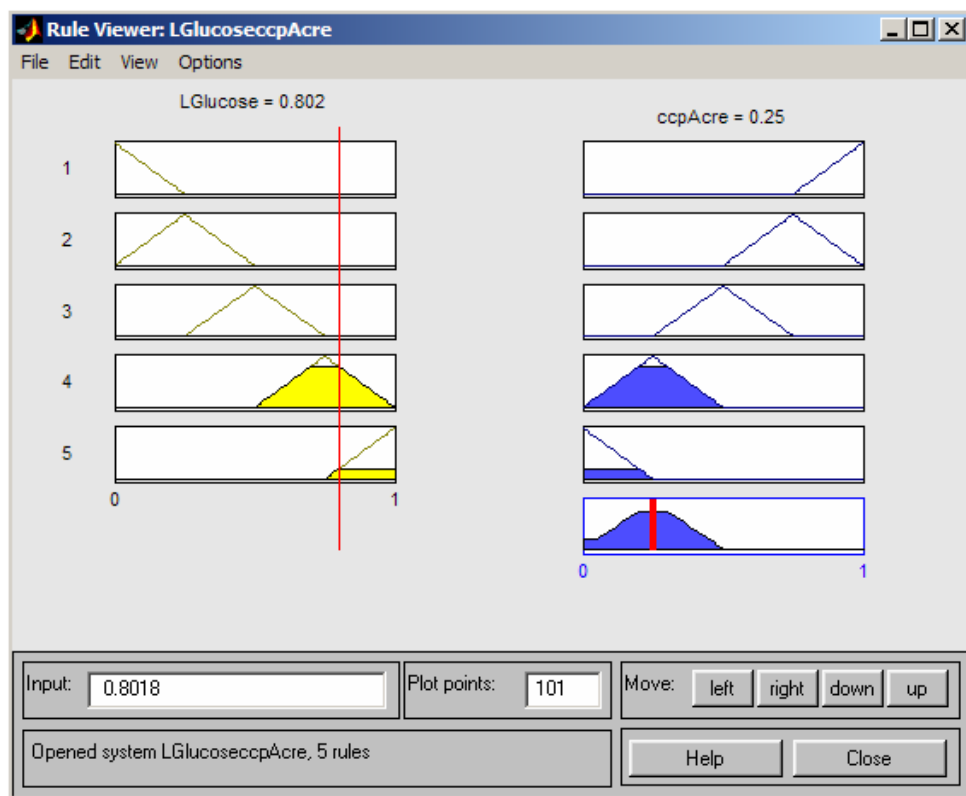 Rule Viewer: LGlucoseccpAcre
File Edit View Options
LGlucose = 0.802
ccpAcre = 0.25
1
2
3
4
5
0 1
0 1
Input: 0.8018
Plot points: 101
Move: left right down up
Opened system LGlucoseccpAcre, 5 rules
Help Close